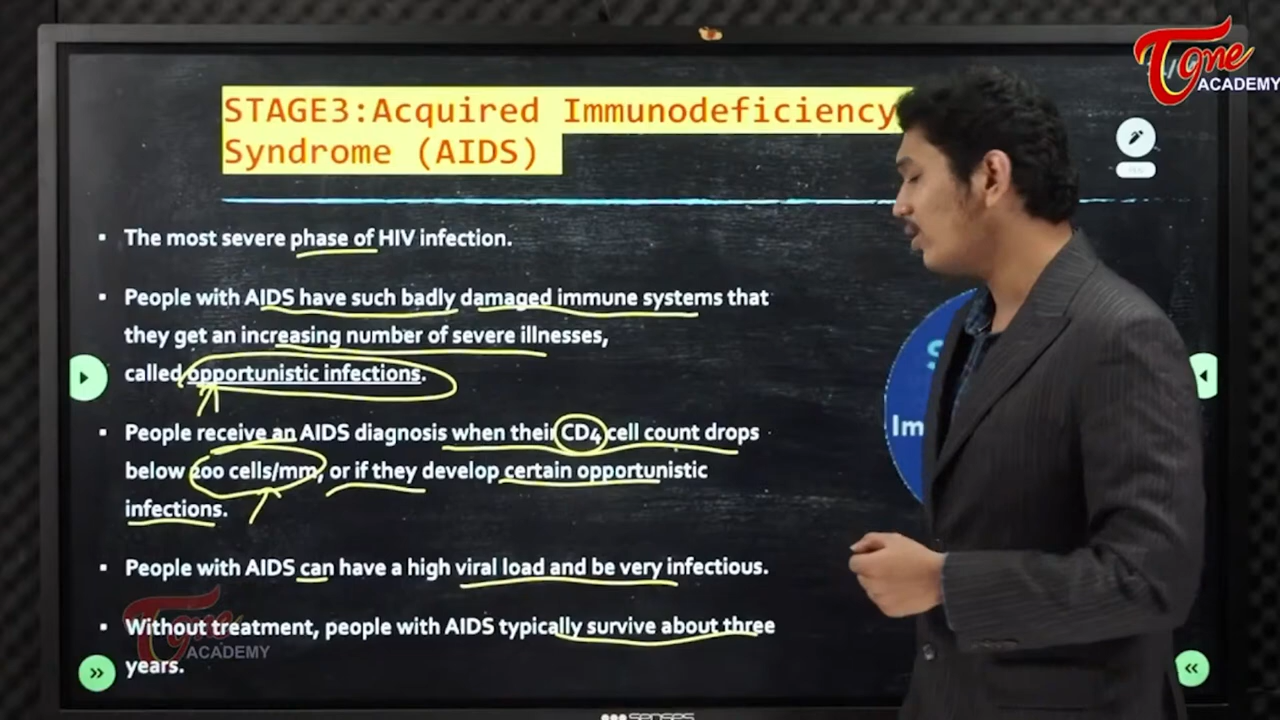 Tone
ACADEMY
STAGE3:Acquired Immunodeficiency
Syndrome (AIDS)
The most severe phase of HIV infection.
People with AIDS have such badly damaged immune systems that
they get an increasing number of severe illnesses,
called opportunistic infections.
People receive an AIDS diagnosis when their CD4 cell count drops
below 200 cells/mm, or if they develop certain opportunistic
infections.
Im
People with AIDS can have a high viral load and be very infectious.
Without treatment, people with AIDS typically survive about three
years.
Tone
ACADEMY
senses